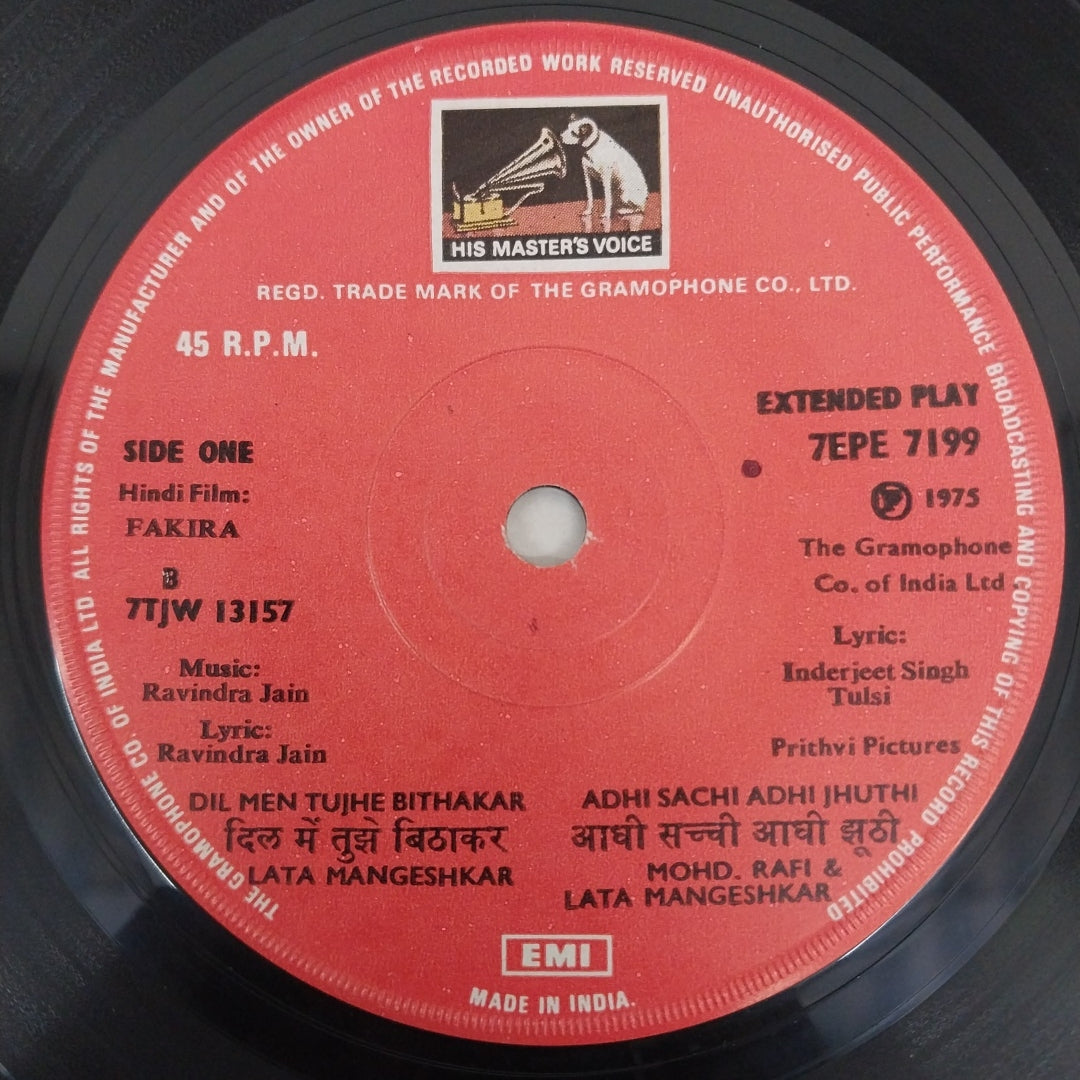 THE GRAMOPHONE CO. OF INDIA LTD. ALL RIGHTS OF THE MANUFACTURER AND OF THE OWNER OF THE RECORDED WORK RESERVED UNAUTHORISED PUBLIC PERFORMANCE BROADCASTING AND COPYING OF THIS RECORD PROHIBITED
HIS MASTER'S VOICE
REGD. TRADE MARK OF THE GRAMOPHONE CO., LTD.
45 R.P.M.
SIDE ONE
Hindi Film:
FAKIRA
B
7TJW 13157
Music:
Ravindra Jain
Lyric:
Ravindra Jain
EXTENDED PLAY
7EPE 7199
Ⓟ 1975
The Gramophone
Co. of India Ltd.
Lyric:
Inderjeet Singh
Tulsi
Prithvi Pictures
DIL MEN TUJHE BITHAKAR
दिल में तुझे बिठाकर
LATA MANGESHKAR
ADHI SACHI ADHI JHUTHI
आधी सच्ची आधी झूठी
MOHD. RAFI &
LATA MANGESHKAR
EMI
MADE IN INDIA.